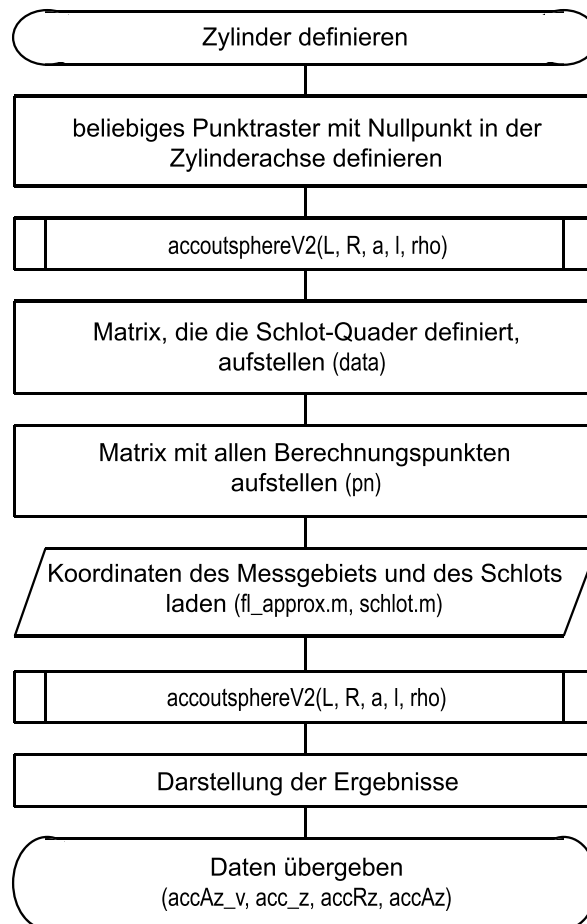 Zylinder definieren
beliebiges Punktraster mit Nullpunkt in der
Zylinderachse definieren
accoutsphereV2(L, R, a, l, rho)
Matrix, die die Schlot-Quader definiert,
aufstellen (data)
Matrix mit allen Berechnungspunkten
aufstellen (pn)
Koordinaten des Messgebiets und des Schlots
laden (fl_approx.m, schlot.m)
accoutsphereV2(L, R, a, l, rho)
Darstellung der Ergebnisse
Daten übergeben
(accAz_v, acc_z, accRz, accAz)